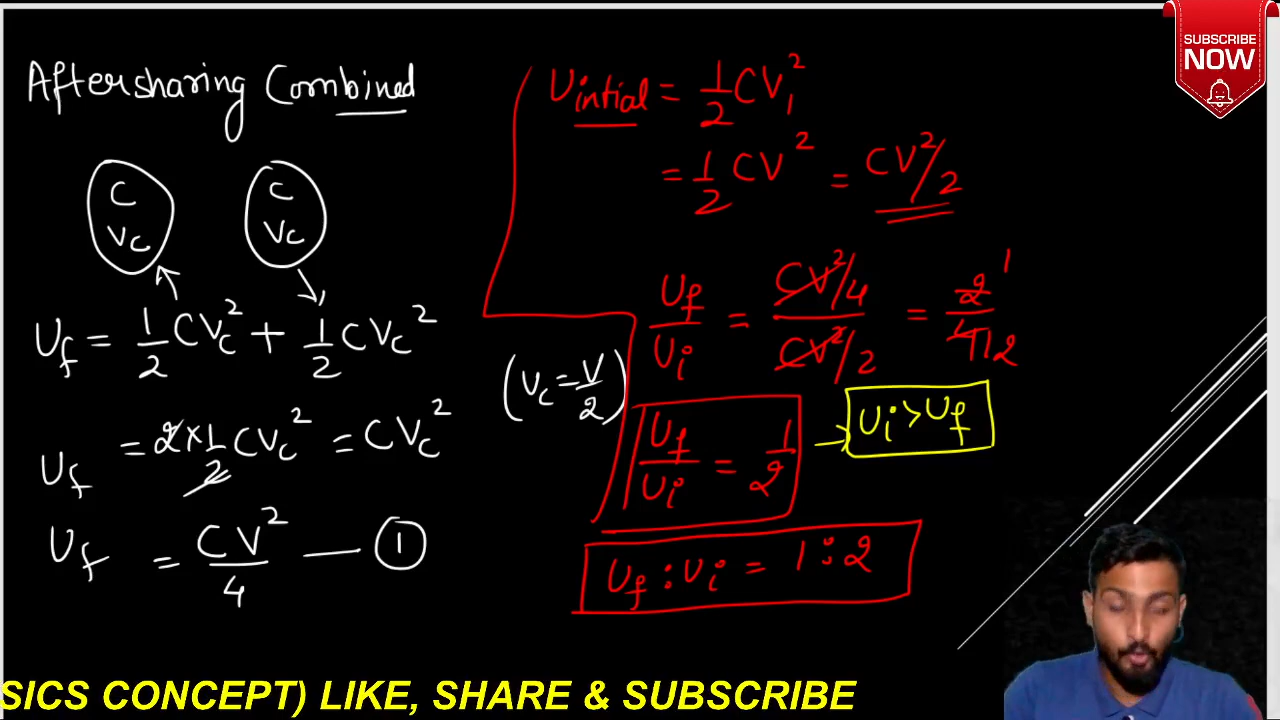 Aftersharing Combined
C
Vc
C
Vc
Uf = 1/2 CVc² + 1/2 CVc²
Uf = 2×1/2 CVc² = CVc²
(Vc = V/2)
Uf = CV²/4 — ①
Uintial = 1/2 CV₁²
= 1/2 CV² = CV²/2
Uf/Ui = CV²/4 / CV²/2 = 2/4 1/2
Uf/Ui = 1/2 → Ui > Uf
Uf : Ui = 1 : 2
SUBSCRIBE
NOW
SICS CONCEPT) LIKE, SHARE & SUBSCRIBE